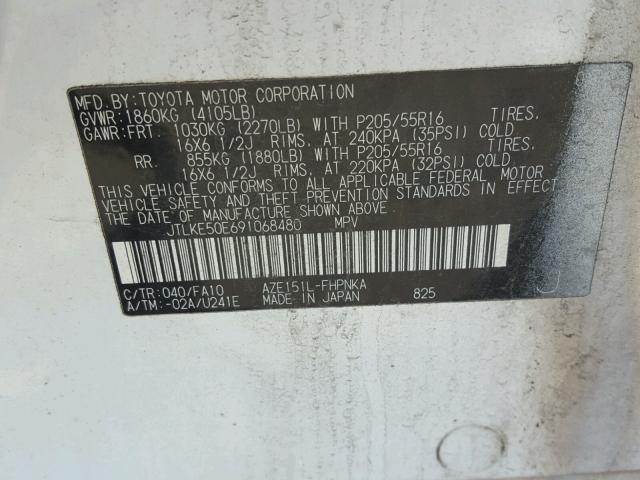 MFD.BY:TOYOTA MOTOR CORPORATION
GVWR:1860KG (4105LB)
GAWR:FRT. 1030KG (2270LB) WITH P205/55R16 TIRES,
16X6 1/2J RIMS, AT 240KPA (35PSI) COLD
RR. 855KG (1880LB) WITH P205/55R16 TIRES,
16X6 1/2J RIMS, AT 220KPA (32PSI) COLD
THIS VEHICLE CONFORMS TO ALL APPLICABLE FEDERAL MOTOR
VEHICLE SAFETY AND THEFT PREVENTION STANDARDS IN EFFECT
THE DATE OF MANUFACTURE SHOWN ABOVE.
JTLKE50E691068480 MPV
C/TR:040/FA10 AZE151L-FHPNKA
A/TM:-02A/U241E MADE IN JAPAN 825
J